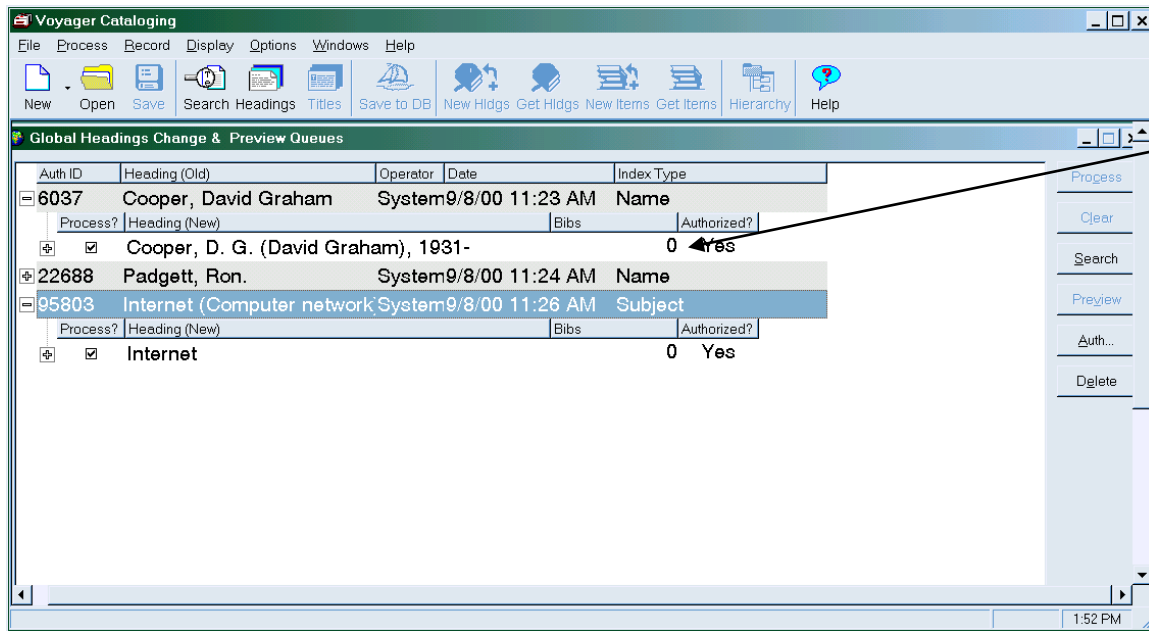 Voyager Cataloging
File Process Record Display Options Windows Help
New Open Save Search Headings Titles Save to DB New Hldgs Get Hldgs New Items Get Items Hierarchy Help
Global Headings Change & Preview Queues
Auth ID Heading (Old) Operator Date Index Type
6037 Cooper, David Graham System 9/8/00 11:23 AM Name
Process? Heading (New) Bibs Authorized?
Cooper, D. G. (David Graham), 1931- 0 Yes
22688 Padgett, Ron. System 9/8/00 11:24 AM Name
95803 Internet (Computer network) System 9/8/00 11:26 AM Subject
Process? Heading (New) Bibs Authorized?
Internet 0 Yes
Process
Clear
Search
Preview
Auth...
Delete
1:52 PM